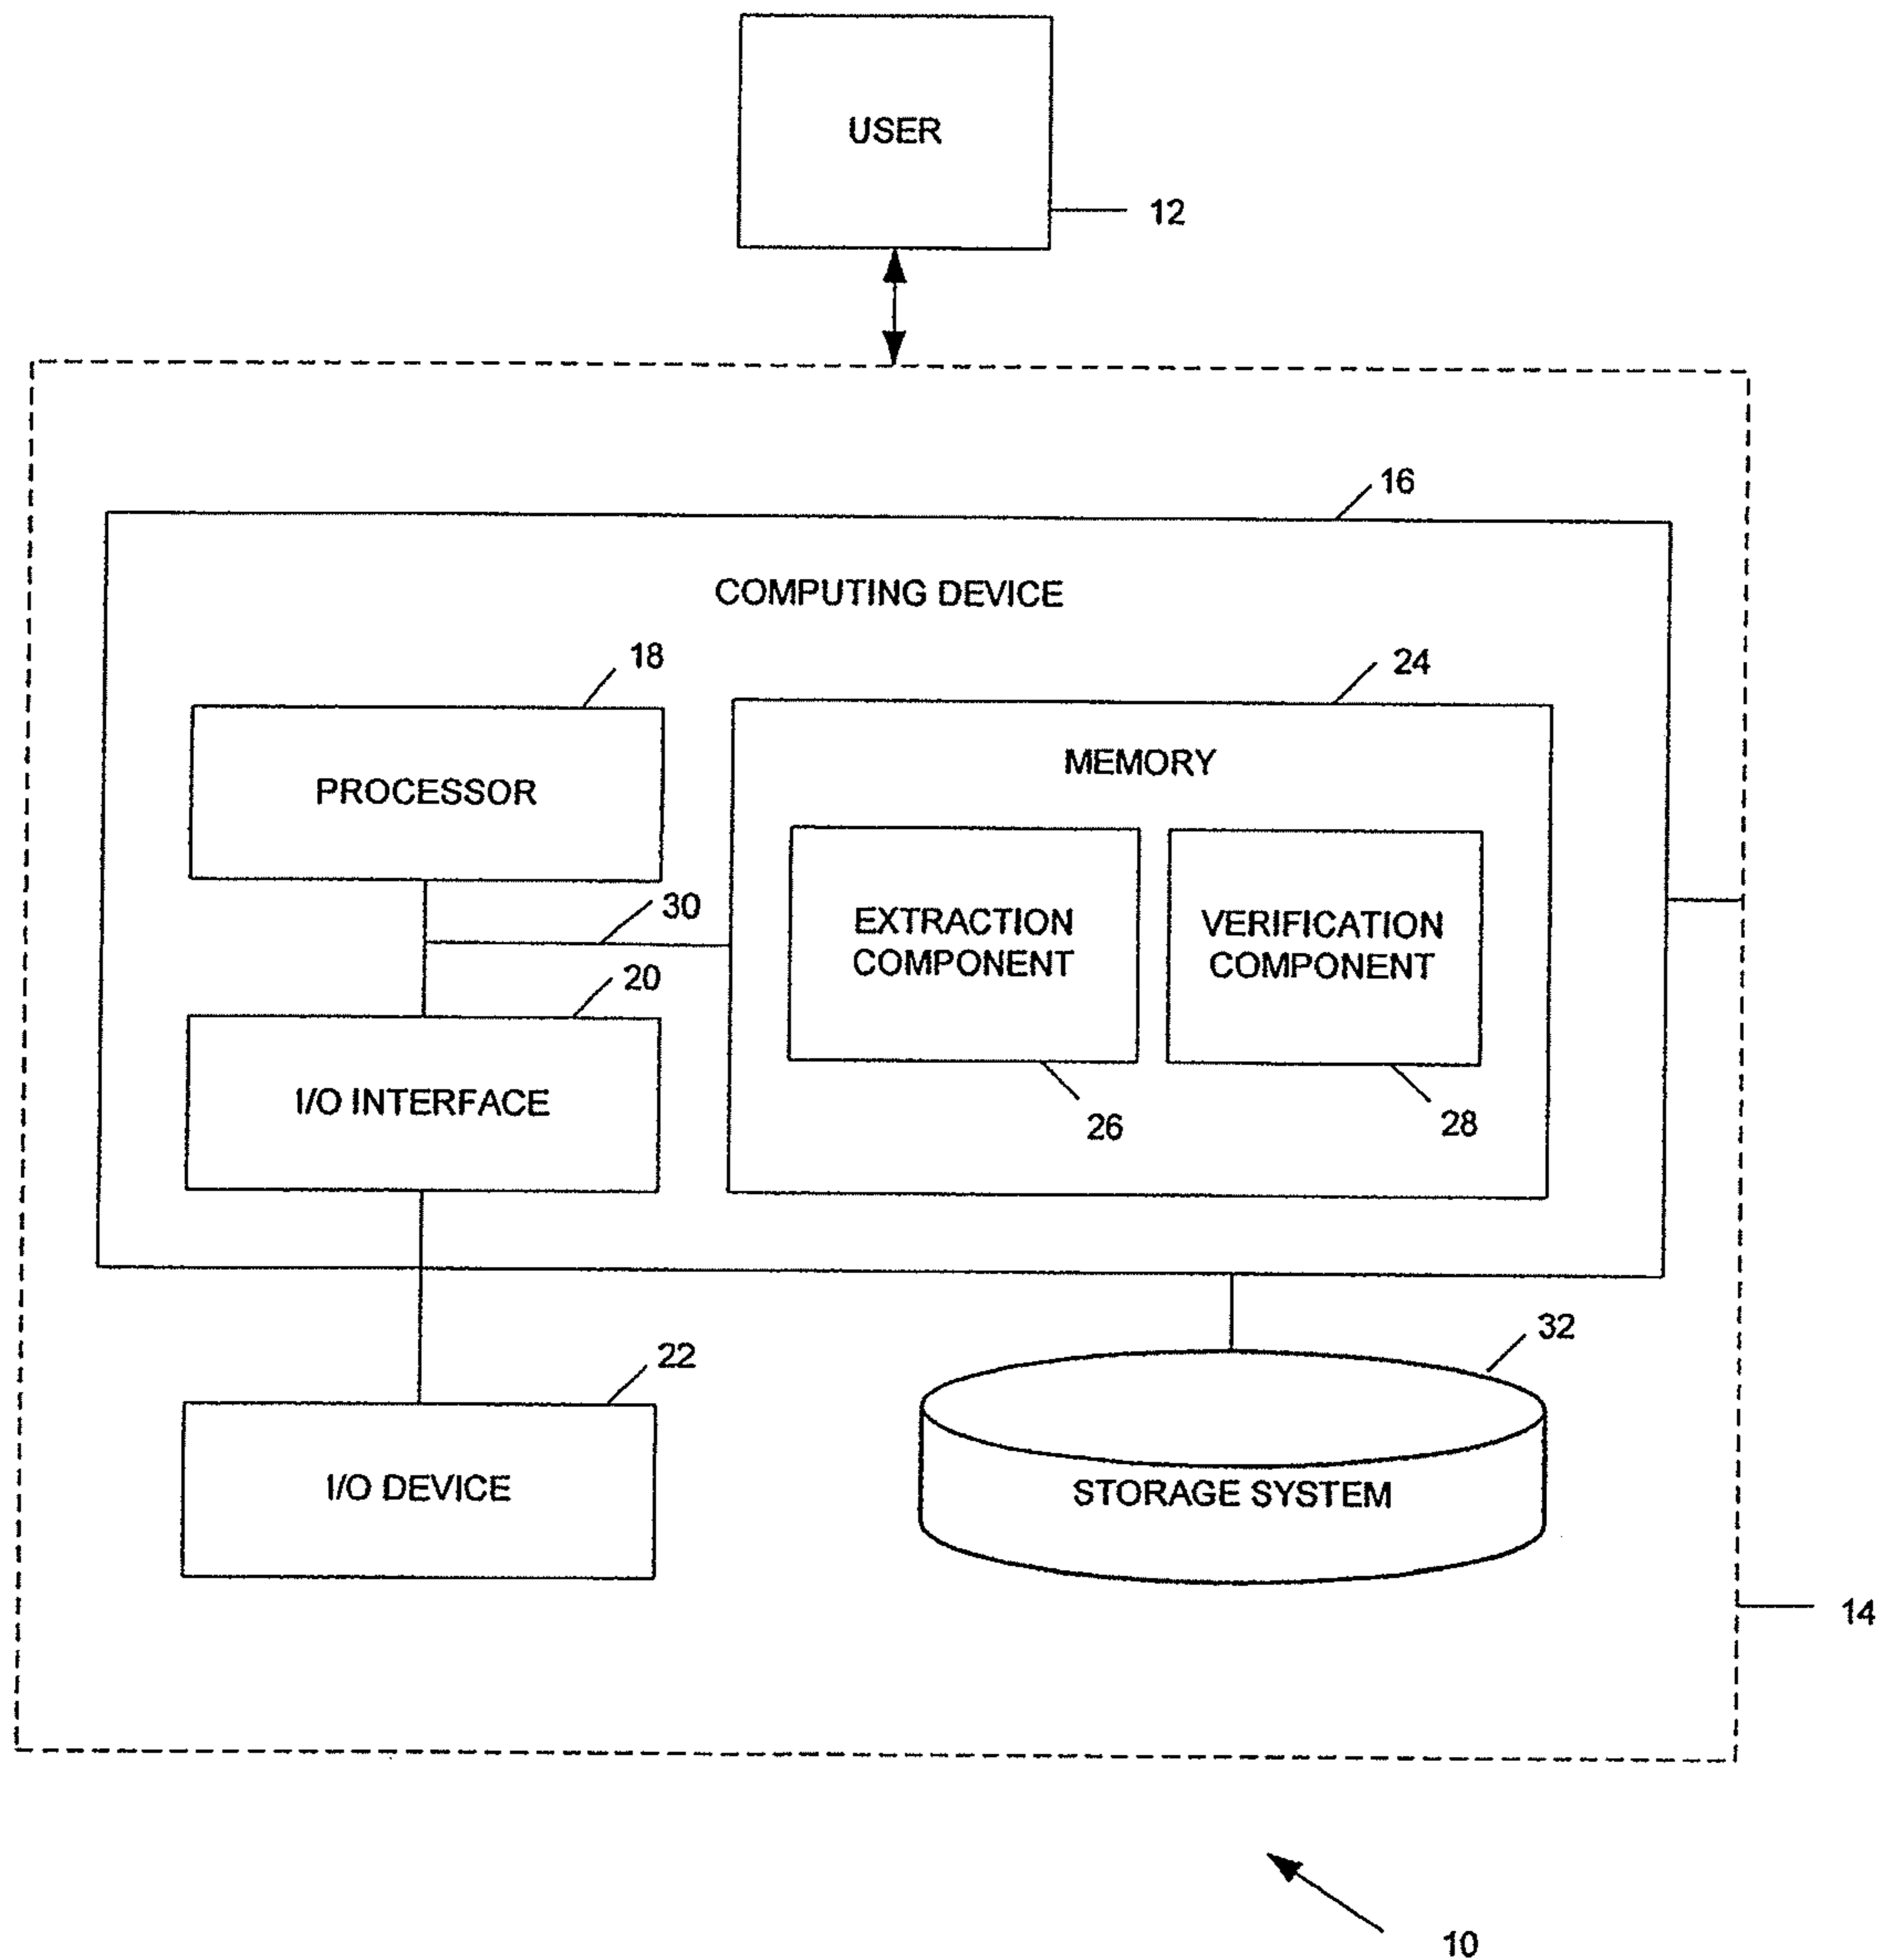 USER
12
16
COMPUTING DEVICE
18
24
PROCESSOR
MEMORY
30
EXTRACTION
COMPONENT
VERIFICATION
COMPONENT
20
I/O INTERFACE
26
28
22
32
I/O DEVICE
STORAGE SYSTEM
14
10